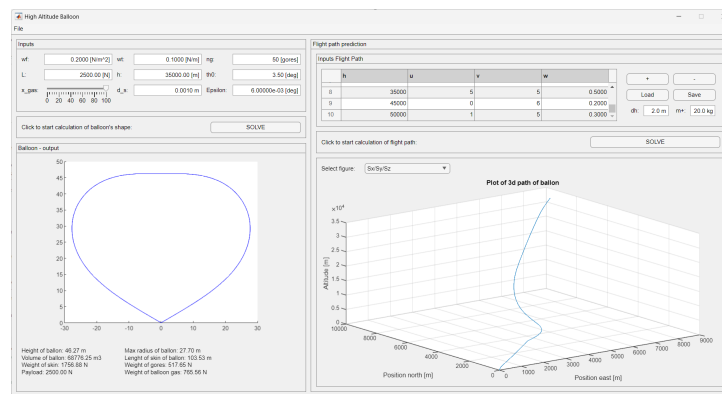 High Altitude Balloon
File
Inputs
wf: 0.2000 [N/m^2] wt: 0.1000 [N/m] ng: 50 [gores]
L: 2500.00 [N] h: 35000.00 [m] th0: 3.50 [deg]
x_gas: 0 20 40 60 80 100 d_s: 0.0010 m Epsilon: 6.00000e-03 [deg]
Click to start calculation of balloon's shape: SOLVE
Balloon - output
50
45
40
35
30
25
20
15
10
5
0
-30 -20 -10 0 10 20 30
Height of ballon: 46.27 m Max radius of ballon: 27.70 m
Volume of ballon: 68776.25 m3 Lenght of skin of ballon: 103.53 m
Weight of skin: 1756.88 N Weight of gores: 517.65 N
Payload: 2500.00 N Weight of balloon gas: 765.56 N
Flight path prediction
Inputs Flight Path
h u v w
8 35000 5 5 0.5000
9 45000 0 6 0.2000
10 50000 1 5 0.3000
+ -
Load Save
dh: 2.0 m m+: 20.0 kg
Click to start calculation of flight path: SOLVE
Select figure: Sx/Sy/Sz
Plot of 3d path of ballon
×10^4
3.5
3
2.5
2
1.5
1
0.5
0
Altitude [m]
10000 8000 6000 4000 2000 0
Position north [m]
0 1000 2000 3000 4000 5000 6000 7000 8000 9000
Position east [m]